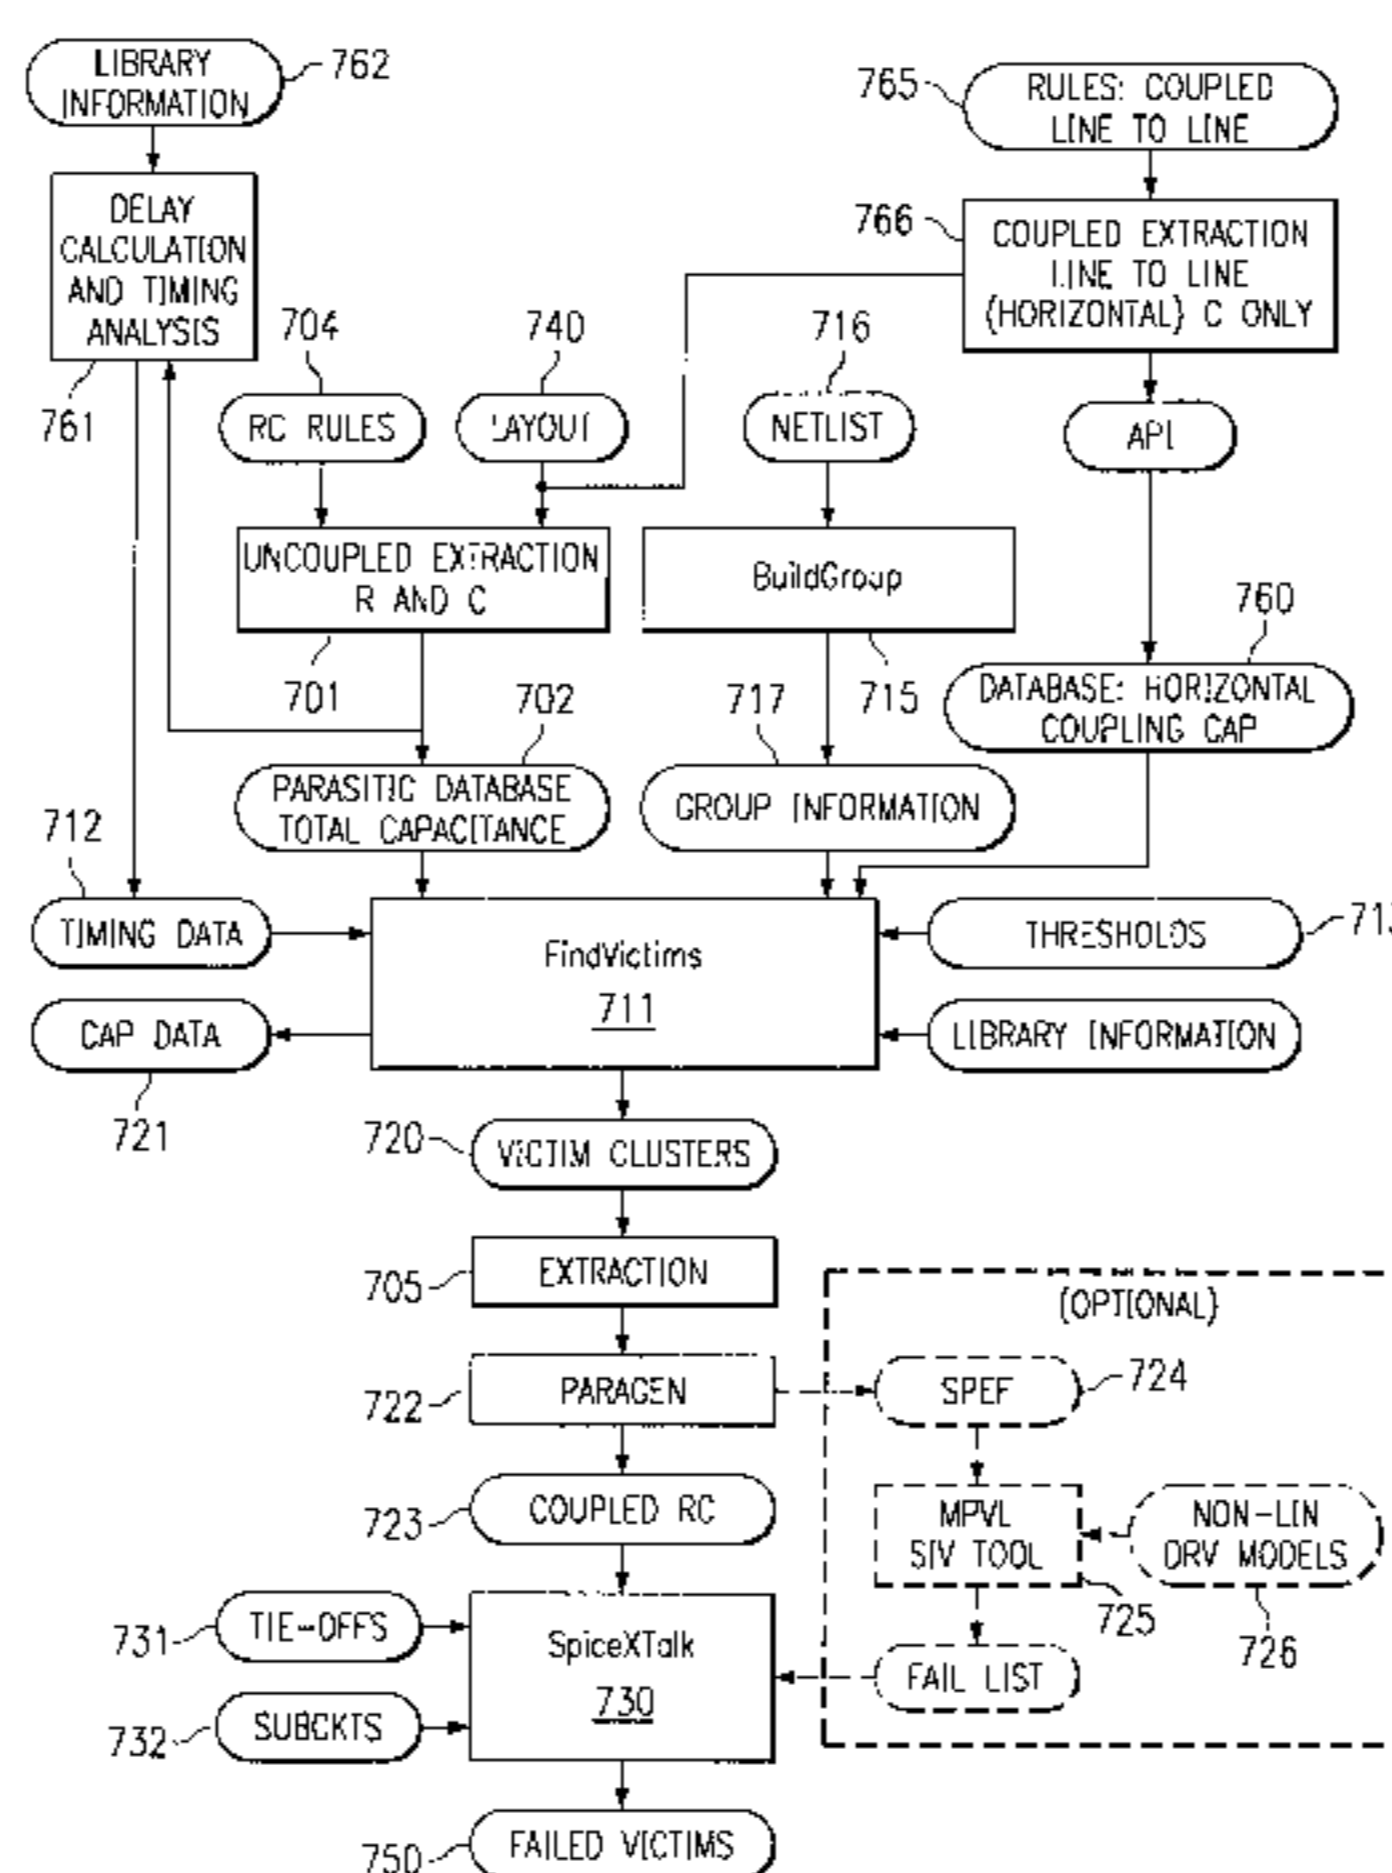 LIBRARY
INFORMATION
762
765
RULES: COUPLED
LINE TO LINE
DELAY
CALCULATION
AND TIMING
ANALYSIS
761
766
COUPLED EXTRACTION
LINE TO LINE
(HORIZONTAL) C ONLY
704
740
716
RC RULES
LAYOUT
NETLIST
API
UNCOUPLED EXTRACTION
R AND C
701
BuildGroup
715
760
DATABASE: HORIZONTAL
COUPLING CAP
702
717
PARASITIC DATABASE
TOTAL CAPACITANCE
GROUP INFORMATION
712
TIMING DATA
FindVictims
711
THRESHOLDS
CAP DATA
721
LIBRARY INFORMATION
720
VICTIM CLUSTERS
705
EXTRACTION
(OPTIONAL)
722
PARAGEN
SPEF
724
723
COUPLED RC
MPVL
SIV TOOL
725
NON-LIN
DRV MODELS
726
731
TIE-OFFS
SpiceXTalk
730
FAIL LIST
732
SUBCKTS
750
FAILED VICTIMS